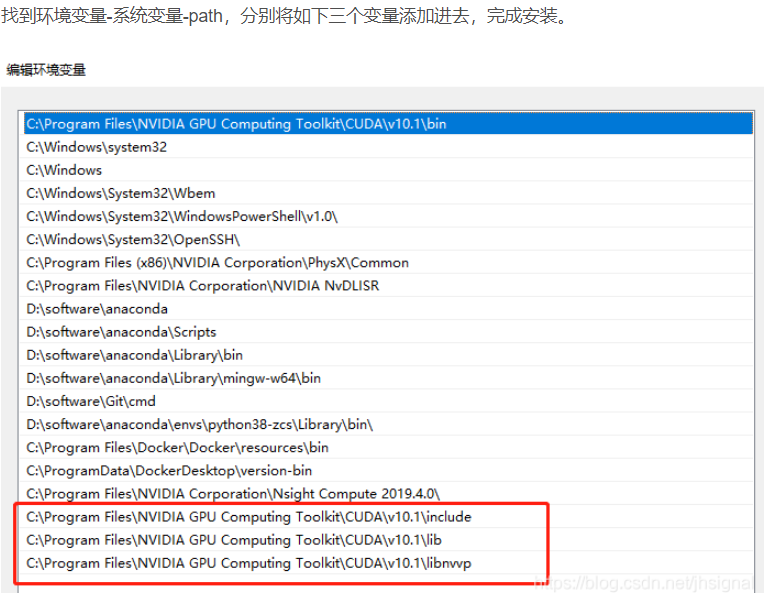 找到环境变量-系统变量-path，分别将如下三个变量添加进去，完成安装。
编辑环境变量
C:\Program Files\NVIDIA GPU Computing Toolkit\CUDA\v10.1\bin
C:\Windows\system32
C:\Windows
C:\Windows\System32\Wbem
C:\Windows\System32\WindowsPowerShell\v1.0\
C:\Windows\System32\OpenSSH\
C:\Program Files (x86)\NVIDIA Corporation\PhysX\Common
C:\Program Files\NVIDIA Corporation\NVIDIA NvDLISR
D:\software\anaconda
D:\software\anaconda\Scripts
D:\software\anaconda\Library\bin
D:\software\anaconda\Library\mingw-w64\bin
D:\software\Git\cmd
D:\software\anaconda\envs\python38-zcs\Library\bin\
C:\Program Files\Docker\Docker\resources\bin
C:\ProgramData\DockerDesktop\version-bin
C:\Program Files\NVIDIA Corporation\Nsight Compute 2019.4.0\
C:\Program Files\NVIDIA GPU Computing Toolkit\CUDA\v10.1\include
C:\Program Files\NVIDIA GPU Computing Toolkit\CUDA\v10.1\lib
C:\Program Files\NVIDIA GPU Computing Toolkit\CUDA\v10.1\libnvvp
https://blog.csdn.net/jhsignal